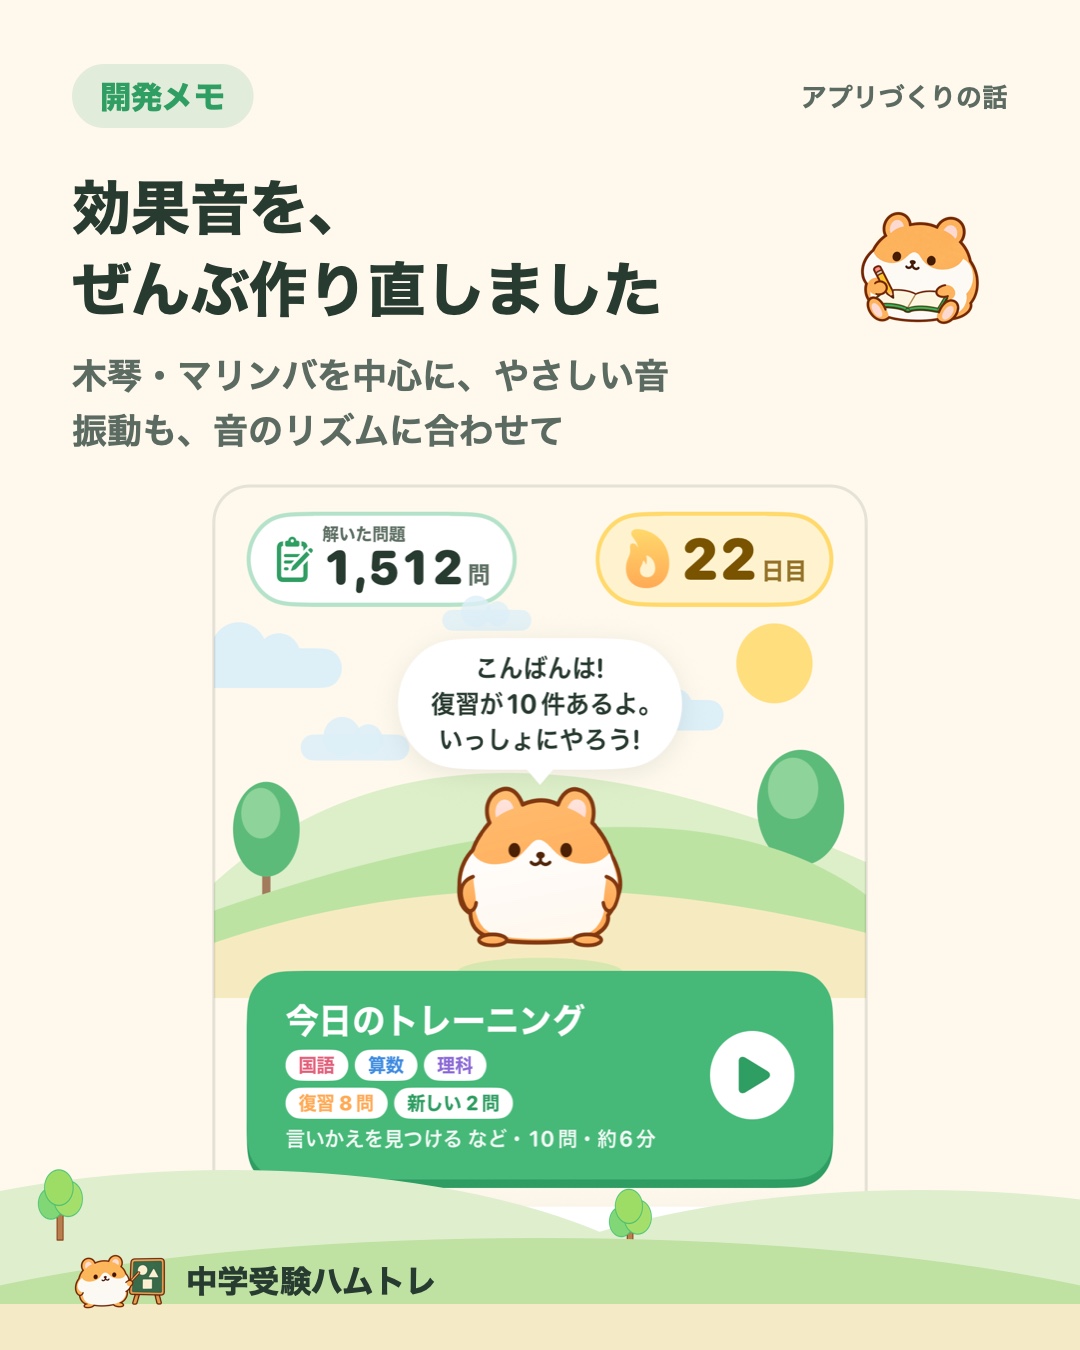 開発メモ
アプリづくりの話
効果音を、
ぜんぶ作り直しました
木琴・マリンバを中心に、やさしい音
振動も、音のリズムに合わせて
解いた問題
1,512問
22日目
こんばんは!
復習が10件あるよ。
いっしょにやろう!
今日のトレーニング
国語 算数 理科
復習8問 新しい2問
言いかえを見つける など・10問・約6分
中学受験ハムトレ